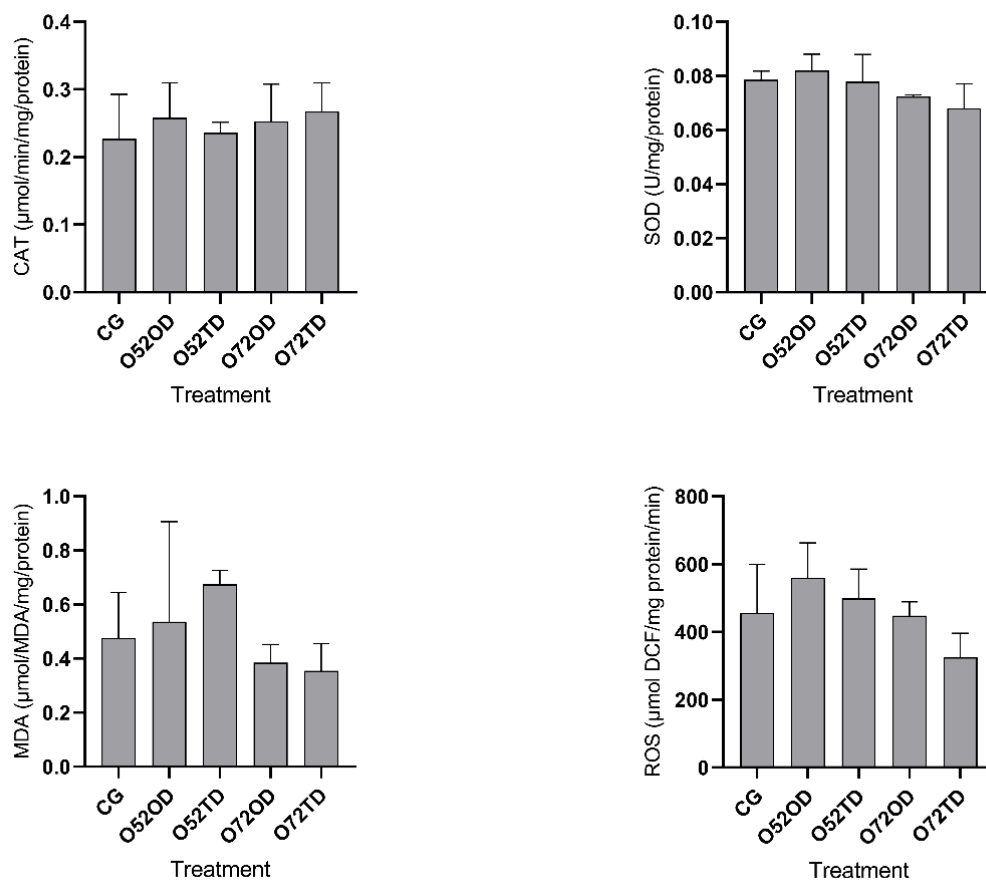 CAT (µmol/min/mg/protein)
0.4
0.3
0.2
0.1
0.0
CG
O52OD
O52TD
O72OD
O72TD
Treatment
SOD (U/mg/protein)
0.10
0.08
0.06
0.04
0.02
0.00
CG
O52OD
O52TD
O72OD
O72TD
Treatment
MDA (µmol/MDA/mg/protein)
1.0
0.8
0.6
0.4
0.2
0.0
CG
O52OD
O52TD
O72OD
O72TD
Treatment
ROS (µmol DCF/mg protein/min)
800
600
400
200
0
CG
O52OD
O52TD
O72OD
O72TD
Treatment